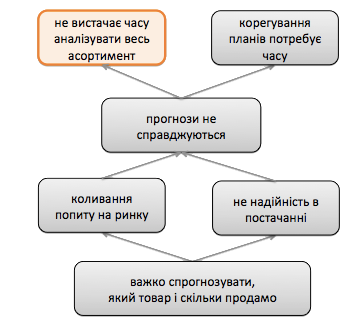 не вистачає часу
аналізувати весь
асортимент
корегування
планів потребує
часу
прогнози не
справджуються
коливання
попиту на ринку
не надійність в
постачанні
важко спрогнозувати,
який товар і скільки продамо